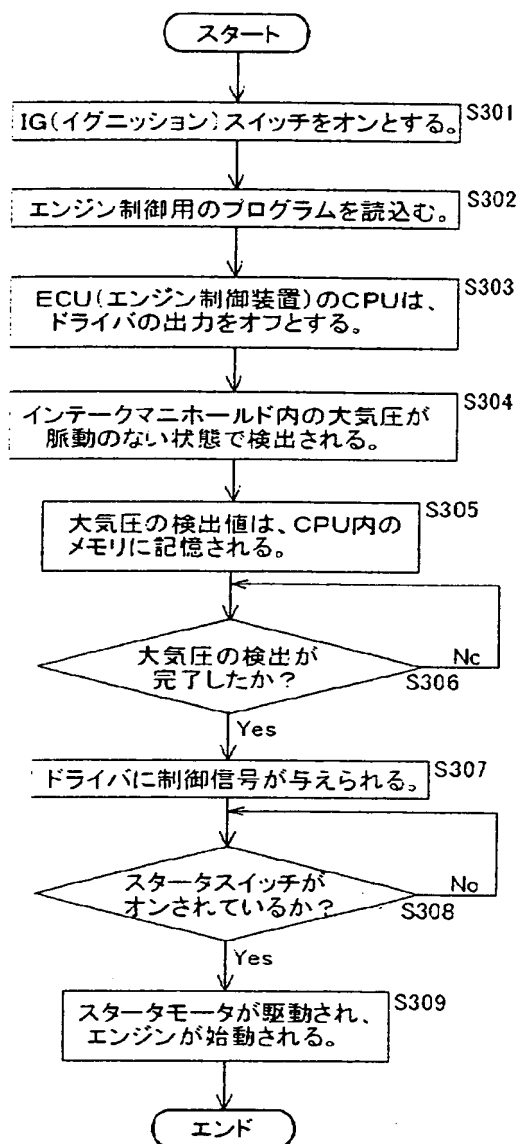 スタート
S301
IG(イグニッション)スイッチをオンとする。
S302
エンジン制御用のプログラムを読込む。
S303
ECU(エンジン制御装置)のCPUは、
ドライバの出力をオフとする。
S304
インテークマニホールド内の大気圧が
脈動のない状態で検出される。
S305
大気圧の検出値は、CPU内の
メモリに記憶される。
大気圧の検出が
完了したか?
No
S306
Yes
S307
ドライバに制御信号が与えられる。
スタータスイッチが
オンされているか?
No
S308
Yes
S309
スタータモータが駆動され、
エンジンが始動される。
エンド